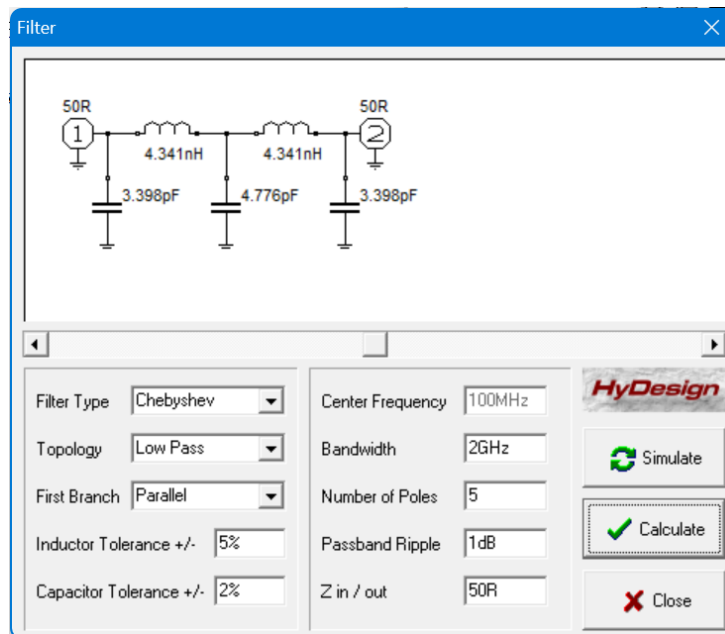 Filter
50R 50R
1 2
4.341nH 4.341nH
3.398pF 4.776pF 3.398pF
Filter Type Chebyshev
Topology Low Pass
First Branch Parallel
Inductor Tolerance +/- 5%
Capacitor Tolerance +/- 2%
Center Frequency 100MHz
Bandwidth 2GHz
Number of Poles 5
Passband Ripple 1dB
Z in / out 50R
HyDesign
Simulate
Calculate
Close